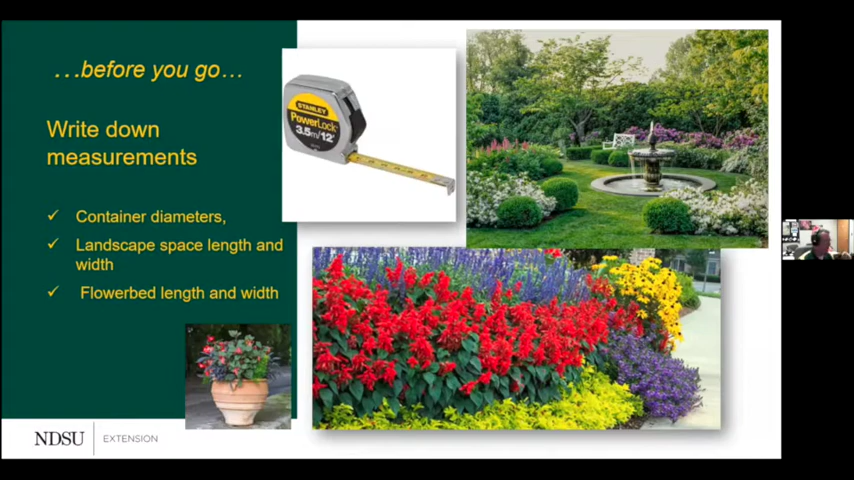 ...before you go...
Write down
measurements
✓ Container diameters,
✓ Landscape space length and
width
✓ Flowerbed length and width
STANLEY
PowerLock
3.5m/12'
NDSU
EXTENSION